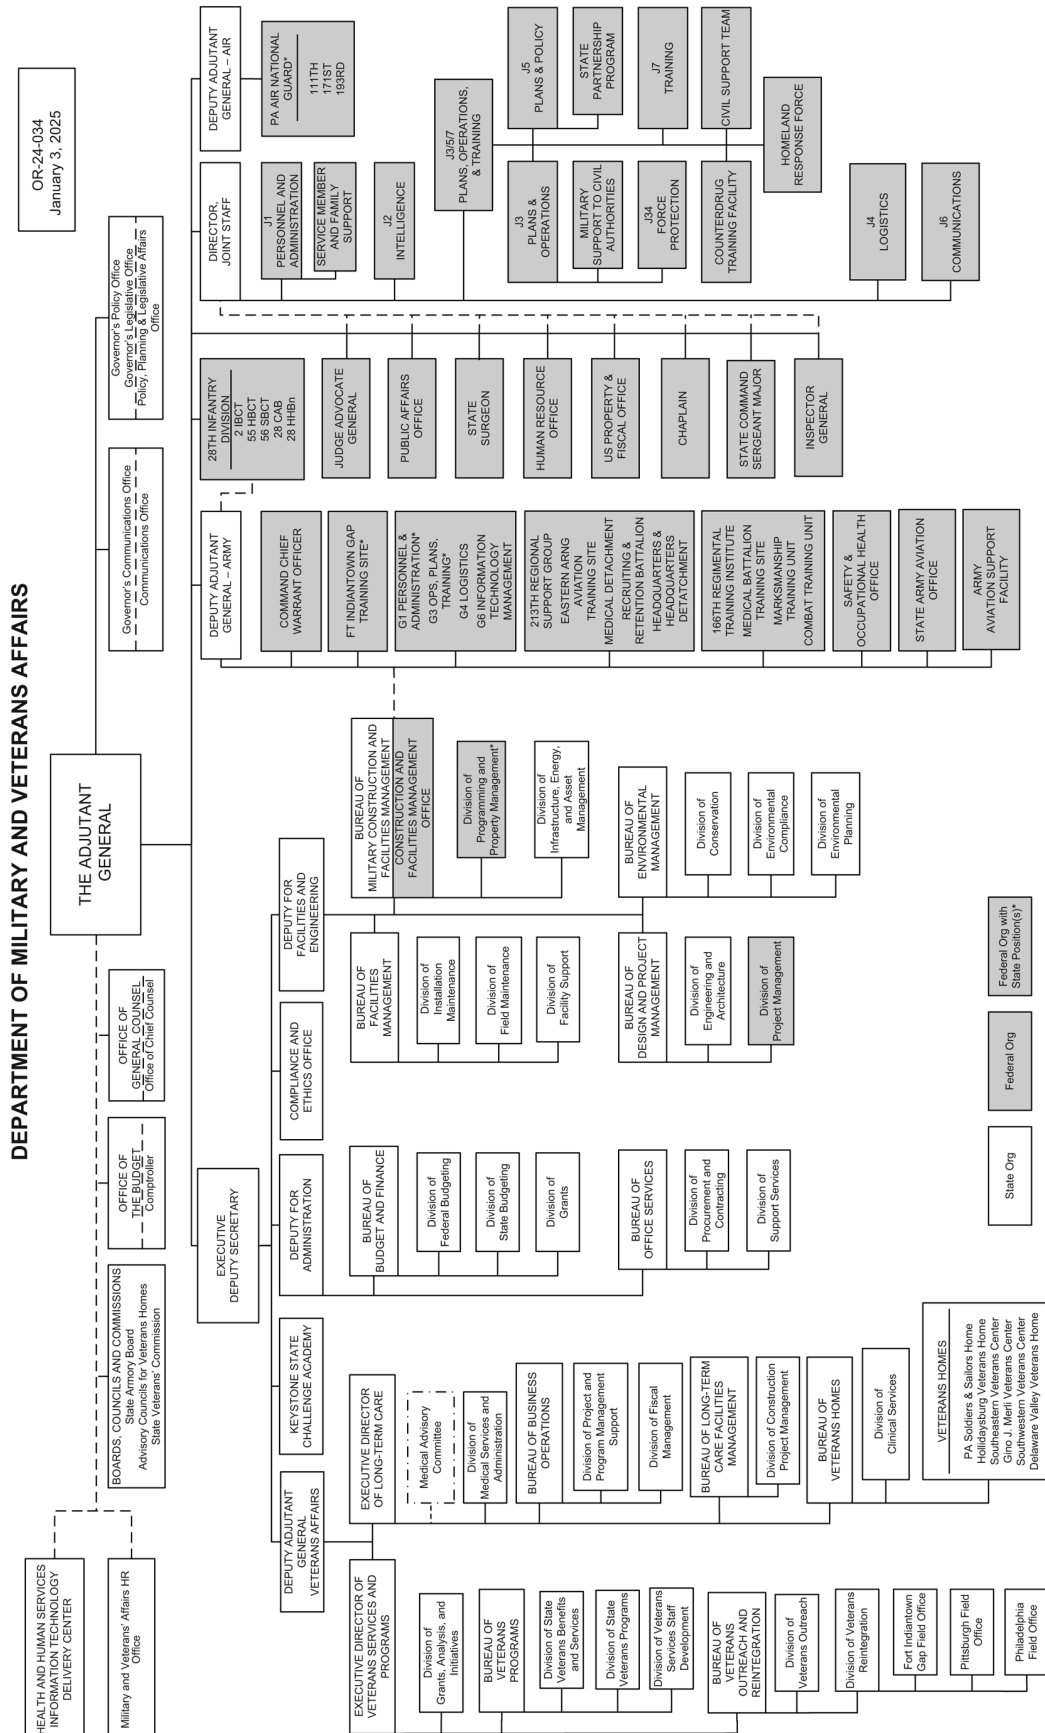 DEPARTMENT OF MILITARY AND VETERANS AFFAIRS
OR-24-034
January 3, 2025
THE ADJUTANT
GENERAL
HEALTH AND HUMAN SERVICES
INFORMATION TECHNOLOGY
DELIVERY CENTER
Military and Veterans' Affairs HR
Office
BOARDS, COUNCILS AND COMMISSIONS
State Armory Board
Advisory Councils for Veterans Homes
State Veterans' Commission
OFFICE OF
THE BUDGET
Comptroller
OFFICE OF
GENERAL COUNSEL
Office of Chief Counsel
Governor's Communications Office
Communications Office
Governor's Policy Office
Governor's Legislative Office
Policy, Planning & Legislative Affairs
Office
EXECUTIVE
DEPUTY SECRETARY
DEPUTY ADJUTANT
GENERAL
VETERANS AFFAIRS
KEYSTONE STATE
CHALLENGE ACADEMY
DEPUTY FOR
ADMINISTRATION
COMPLIANCE AND
ETHICS OFFICE
DEPUTY FOR
FACILITIES AND
ENGINEERING
EXECUTIVE DIRECTOR OF
VETERANS SERVICES AND
PROGRAMS
Division of
Grants, Analysis, and
Initiatives
BUREAU OF
VETERANS
PROGRAMS
Division of State
Veterans Benefits
and Services
Division of State
Veterans Programs
Division of Veterans
Services Staff
Development
BUREAU OF
VETERANS
OUTREACH AND
REINTEGRATION
Division of
Veterans Outreach
Division of Veterans
Reintegration
Fort Indiantown
Gap Field Office
Pittsburgh Field
Office
Philadelphia
Field Office
EXECUTIVE DIRECTOR
OF LONG-TERM CARE
Medical Advisory
Committee
Division of
Medical Services and
Administration
BUREAU OF BUSINESS
OPERATIONS
Division of Project and
Program Management
Support
Division of Fiscal
Management
BUREAU OF LONG-TERM
CARE FACILITIES
MANAGEMENT
Division of Construction
Project Management
BUREAU OF
VETERANS HOMES
Division of
Clinical Services
VETERANS HOMES
PA Soldiers & Sailors Home
Hollidaysburg Veterans Home
Southeastern Veterans Center
Gino J. Merli Veterans Center
Southwestern Veterans Center
Delaware Valley Veterans Home
BUREAU OF
BUDGET AND FINANCE
Division of
Federal Budgeting
Division of
State Budgeting
Division of
Grants
BUREAU OF
OFFICE SERVICES
Division of
Procurement and
Contracting
Division of
Support Services
BUREAU OF
FACILITIES
MANAGEMENT
Division of
Installation
Maintenance
Division of
Field Maintenance
Division of
Facility Support
BUREAU OF
DESIGN AND PROJECT
MANAGEMENT
Division of
Engineering and
Architecture
Division of
Project Management
BUREAU OF
MILITARY CONSTRUCTION AND
FACILITIES MANAGEMENT
CONSTRUCTION AND
FACILITIES MANAGEMENT
OFFICE
Division of
Programming and
Property Management*
Division of
Infrastructure, Energy,
and Asset
Management
BUREAU OF
ENVIRONMENTAL
MANAGEMENT
Division of
Conservation
Division of
Environmental
Compliance
Division of
Environmental
Planning
DEPUTY ADJUTANT
GENERAL – ARMY
COMMAND CHIEF
WARRANT OFFICER
FT INDIANTOWN GAP
TRAINING SITE*
G1 PERSONNEL &
ADMINISTRATION*
G3 OPS, PLANS,
TRAINING*
G4 LOGISTICS
G6 INFORMATION
TECHNOLOGY
MANAGEMENT
213TH REGIONAL
SUPPORT GROUP
EASTERN ARNG
AVIATION
TRAINING SITE
MEDICAL DETACHMENT
RECRUITING &
RETENTION BATTALION
HEADQUARTERS &
HEADQUARTERS
DETATCHMENT
166TH REGIMENTAL
TRAINING INSTITUTE
MEDICAL BATTALION
TRAINING SITE
MARKSMANSHIP
TRAINING UNIT
COMBAT TRAINING UNIT
SAFETY &
OCCUPATIONAL HEALTH
OFFICE
STATE ARMY AVIATION
OFFICE
ARMY
AVIATION SUPPORT
FACILITY
28TH INFANTRY
DIVISION
2 IBCT
55 HBCT
56 SBCT
28 CAB
28 HHBn
JUDGE ADVOCATE
GENERAL
PUBLIC AFFAIRS
OFFICE
STATE
SURGEON
HUMAN RESOURCE
OFFICE
US PROPERTY &
FISCAL OFFICE
CHAPLAIN
STATE COMMAND
SERGEANT MAJOR
INSPECTOR
GENERAL
DIRECTOR,
JOINT STAFF
J1
PERSONNEL AND
ADMINISTRATION
SERVICE MEMBER
AND FAMILY
SUPPORT
J2
INTELLIGENCE
J3/5/7
PLANS, OPERATIONS,
& TRAINING
J3
PLANS &
OPERATIONS
MILITARY
SUPPORT TO CIVIL
AUTHORITIES
J34
FORCE
PROTECTION
COUNTERDRUG
TRAINING FACILITY
J5
PLANS & POLICY
STATE
PARTNERSHIP
PROGRAM
J7
TRAINING
CIVIL SUPPORT TEAM
HOMELAND
RESPONSE FORCE
J4
LOGISTICS
J6
COMMUNICATIONS
DEPUTY ADJUTANT
GENERAL – AIR
PA AIR NATIONAL
GUARD*
111TH
171ST
193RD
State Org
Federal Org
Federal Org with
State Position(s)*